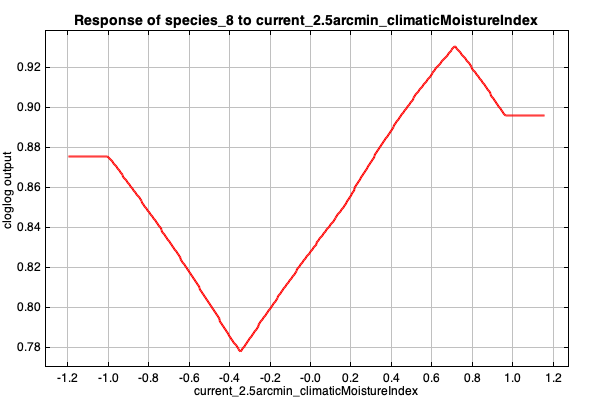 Response of species_8 to current_2.5arcmin_climaticMoistureIndex
cloglog output
0.92
0.90
0.88
0.86
0.84
0.82
0.80
0.78
-1.2 -1.0 -0.8 -0.6 -0.4 -0.2 -0.0 0.2 0.4 0.6 0.8 1.0 1.2
current_2.5arcmin_climaticMoistureIndex